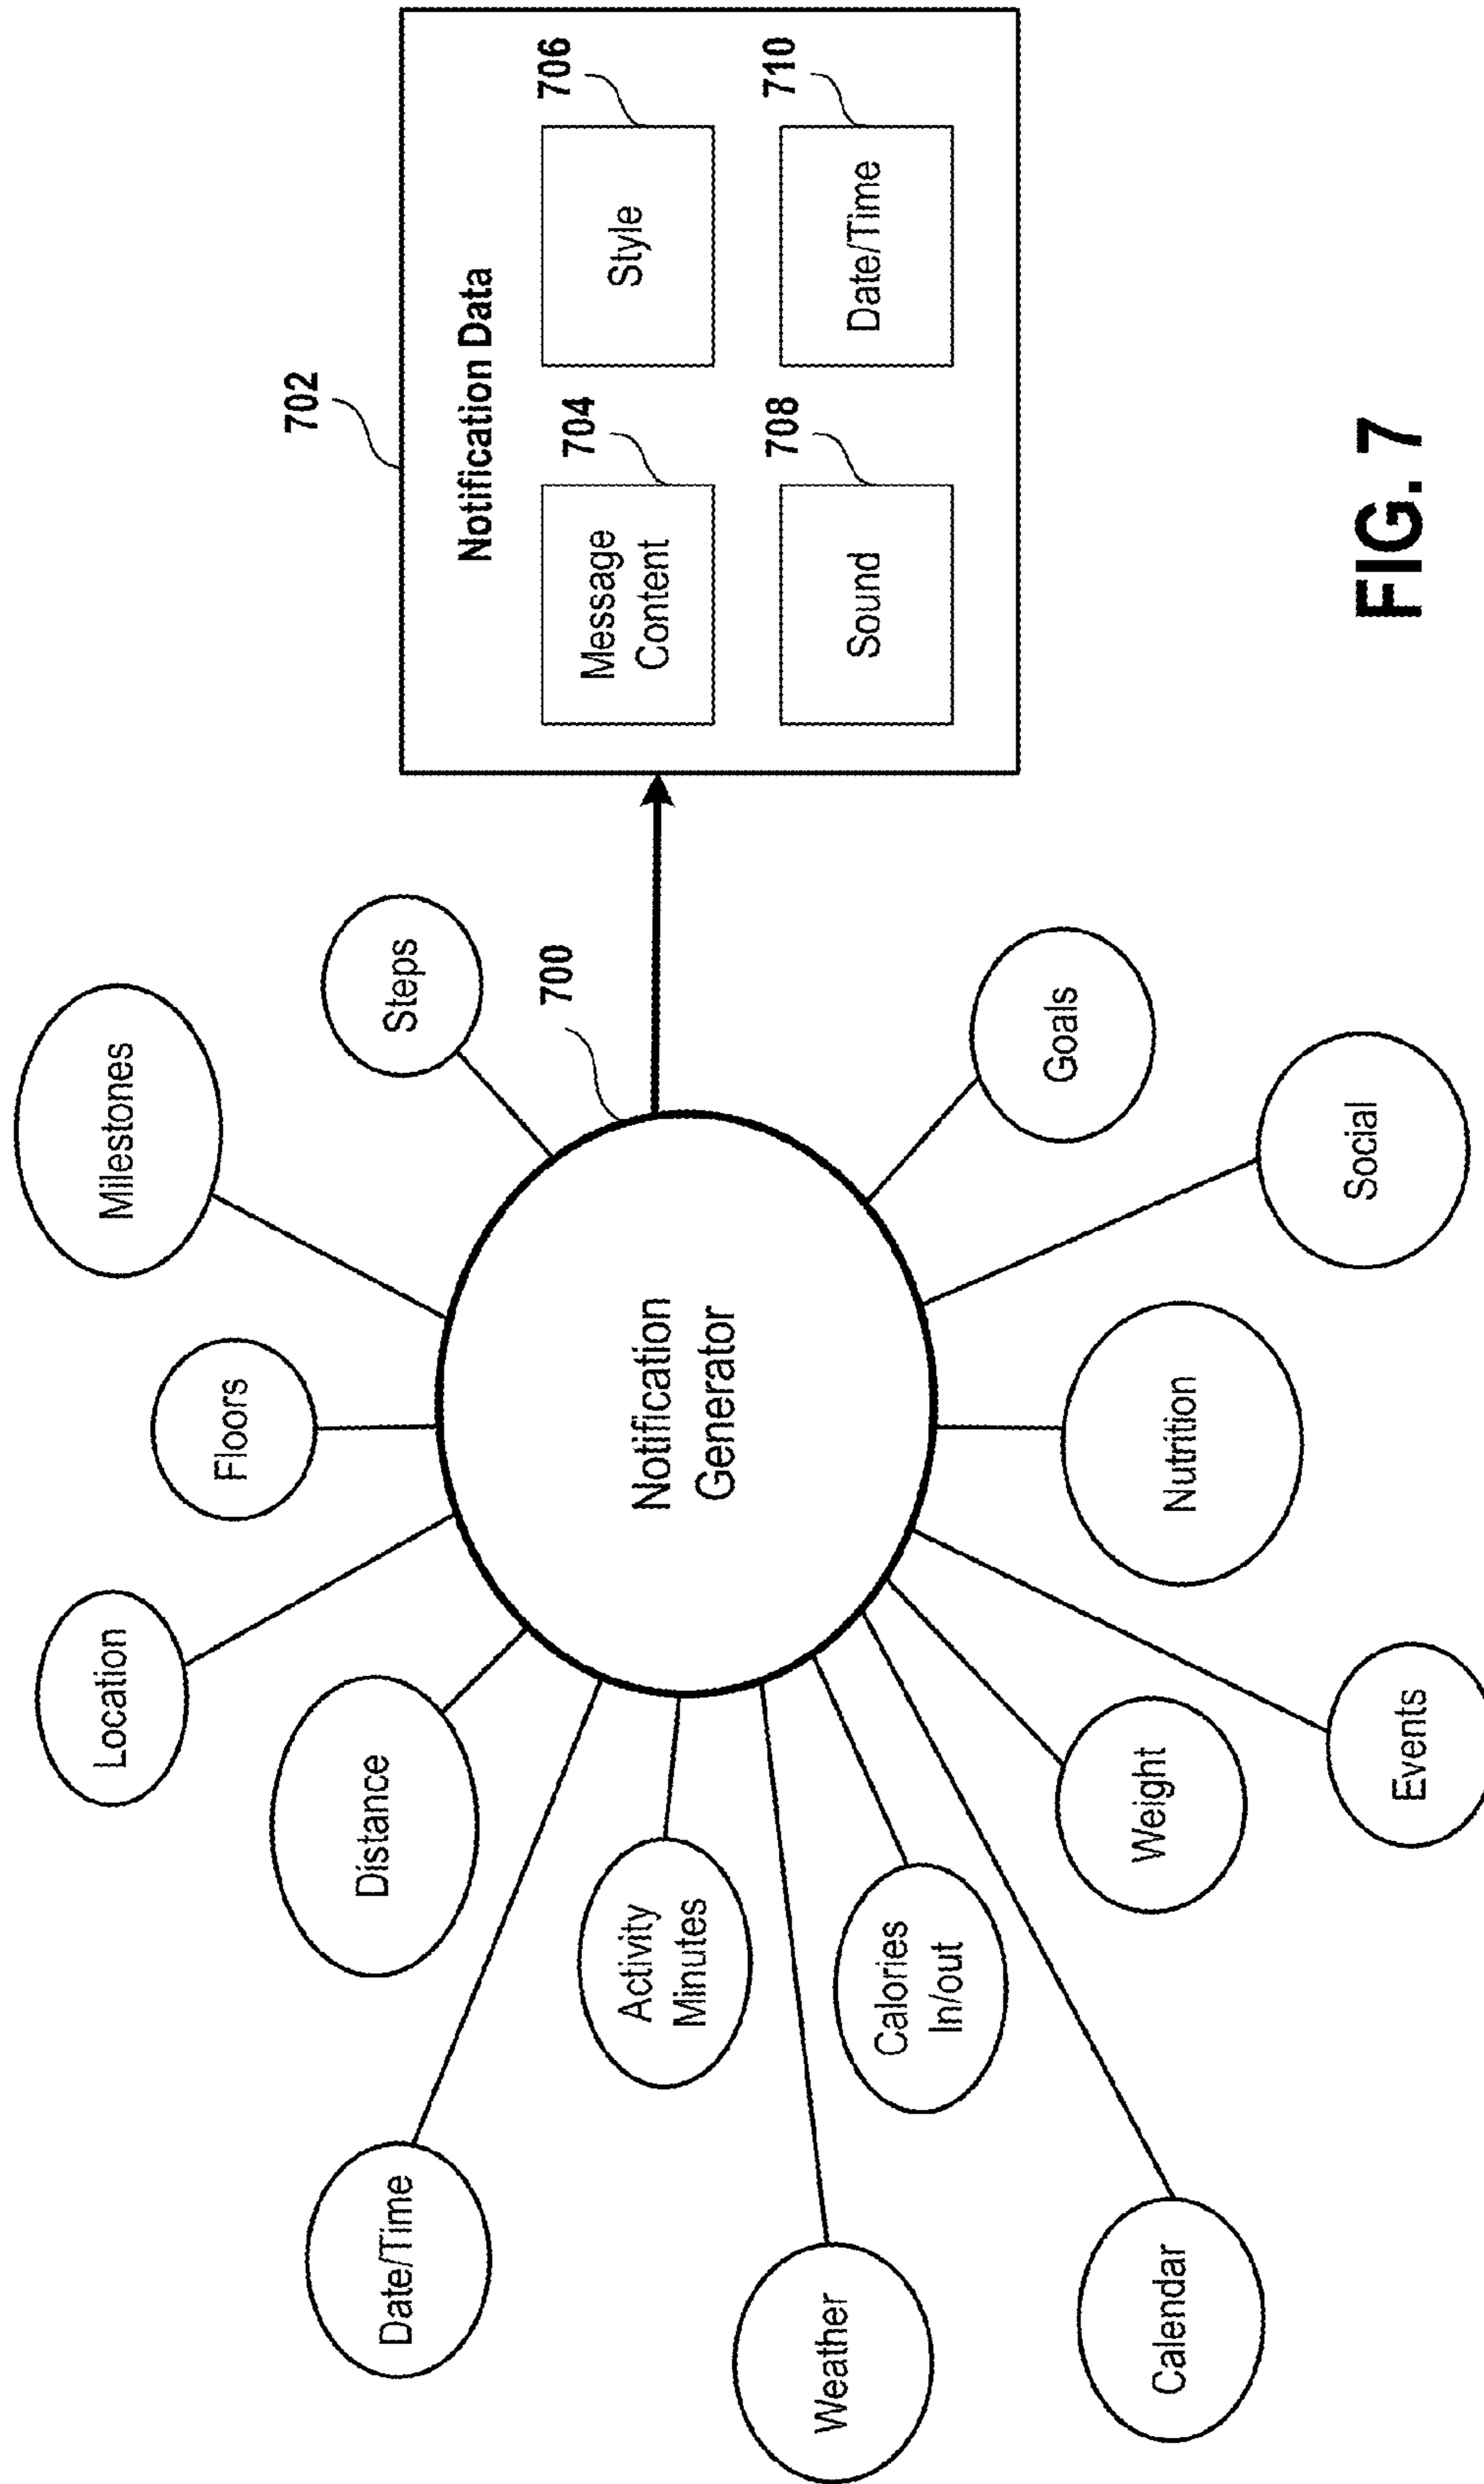 Milestones
Steps
Floors
Location
Distance
Date/Time
Activity
Minutes
Weather
Calories
In/out
Calendar
Weight
Events
Nutrition
Social
Goals
Notification
Generator
700
702
Notification Data
Message
Content
704
Style
706
Sound
708
Date/Time
710
FIG. 7